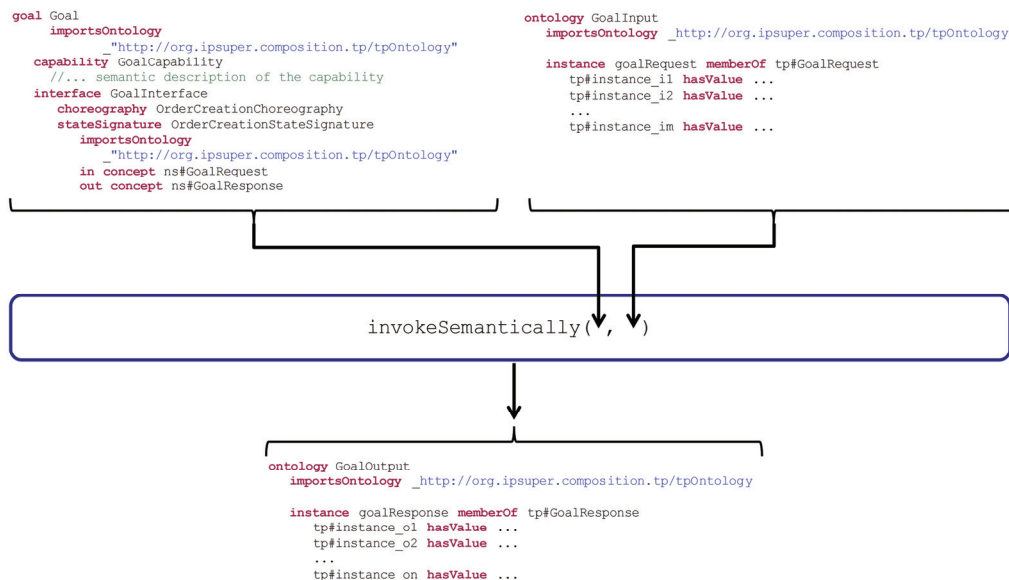 goal Goal
importsOntology
_"http://org.ipsuper.composition.tp/tpOntology"
capability GoalCapability
//... semantic description of the capability
interface GoalInterface
choreography OrderCreationChoreography
stateSignature OrderCreationStateSignature
importsOntology
_"http://org.ipsuper.composition.tp/tpOntology"
in concept ns#GoalRequest
out concept ns#GoalResponse
ontology GoalInput
importsOntology _http://org.ipsuper.composition.tp/tpOntology
instance goalRequest memberOf tp#GoalRequest
tp#instance_i1 hasValue ...
tp#instance_i2 hasValue ...
...
tp#instance_im hasValue ...
invokeSemantically( , )
ontology GoalOutput
importsOntology _http://org.ipsuper.composition.tp/tpOntology
instance goalResponse memberOf tp#GoalResponse
tp#instance_o1 hasValue ...
tp#instance_o2 hasValue ...
...
tp#instance_on hasValue ...